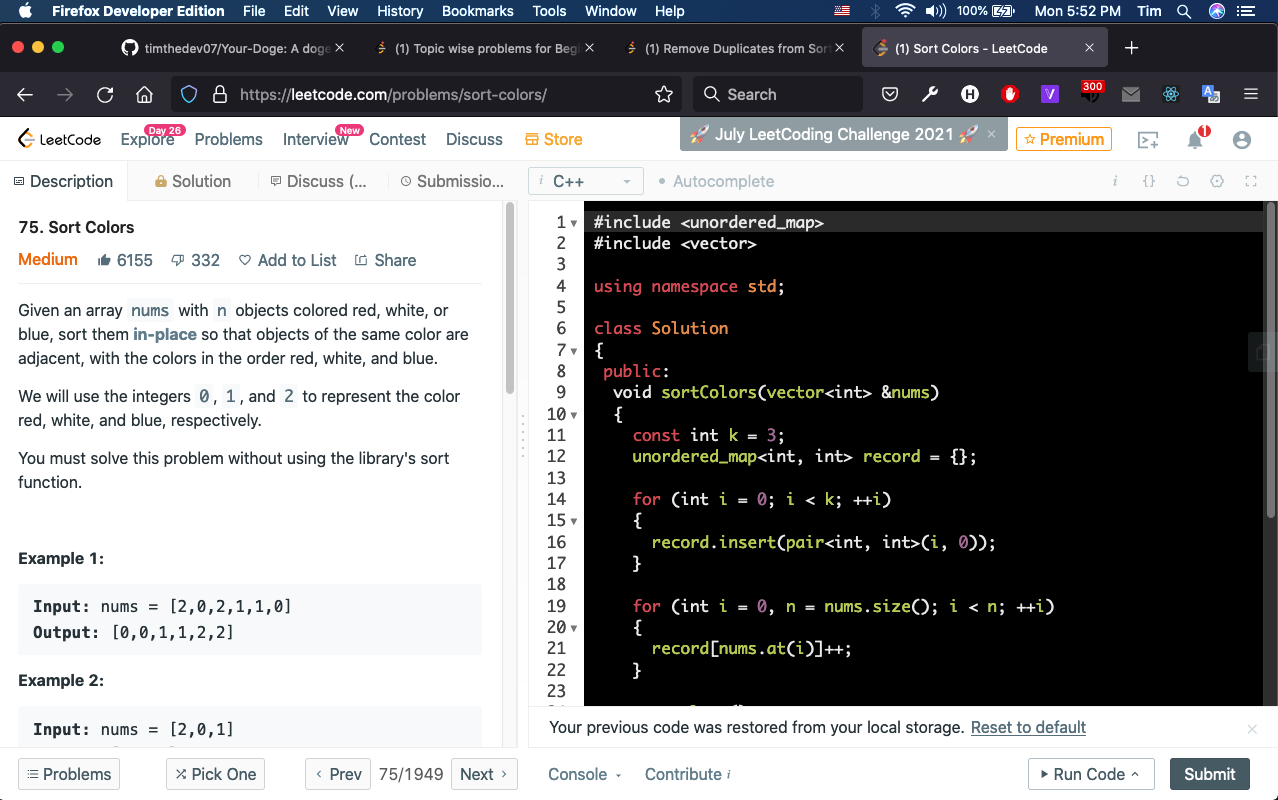 Firefox Developer Edition File Edit View History Bookmarks Tools Window Help 100% Mon 5:52 PM Tim
timthedev07/Your-Doge: A doge (1) Topic wise problems for Begi (1) Remove Duplicates from Sor (1) Sort Colors - LeetCode
https://leetcode.com/problems/sort-colors/ Search 300
LeetCode Explore Day 26 Problems Interview New Contest Discuss Store 🚀 July LeetCoding Challenge 2021 🚀 × Premium 1
Description Solution Discuss (... Submissio... i C++ • Autocomplete i {}
75. Sort Colors
Medium 6155 332 Add to List Share
Given an array nums with n objects colored red, white, or
blue, sort them in-place so that objects of the same color are
adjacent, with the colors in the order red, white, and blue.
We will use the integers 0, 1, and 2 to represent the color
red, white, and blue, respectively.
You must solve this problem without using the library's sort
function.
Example 1:
Input: nums = [2,0,2,1,1,0]
Output: [0,0,1,1,2,2]
Example 2:
Input: nums = [2,0,1]
1 #include <unordered_map>
2 #include <vector>
3
4 using namespace std;
5
6 class Solution
7 {
8 public:
9 void sortColors(vector<int> &nums)
10 {
11 const int k = 3;
12 unordered_map<int, int> record = {};
13
14 for (int i = 0; i < k; ++i)
15 {
16 record.insert(pair<int, int>(i, 0));
17 }
18
19 for (int i = 0, n = nums.size(); i < n; ++i)
20 {
21 record[nums.at(i)]++;
22 }
23
Your previous code was restored from your local storage. Reset to default
Problems Pick One Prev 75/1949 Next Console Contribute i Run Code Submit